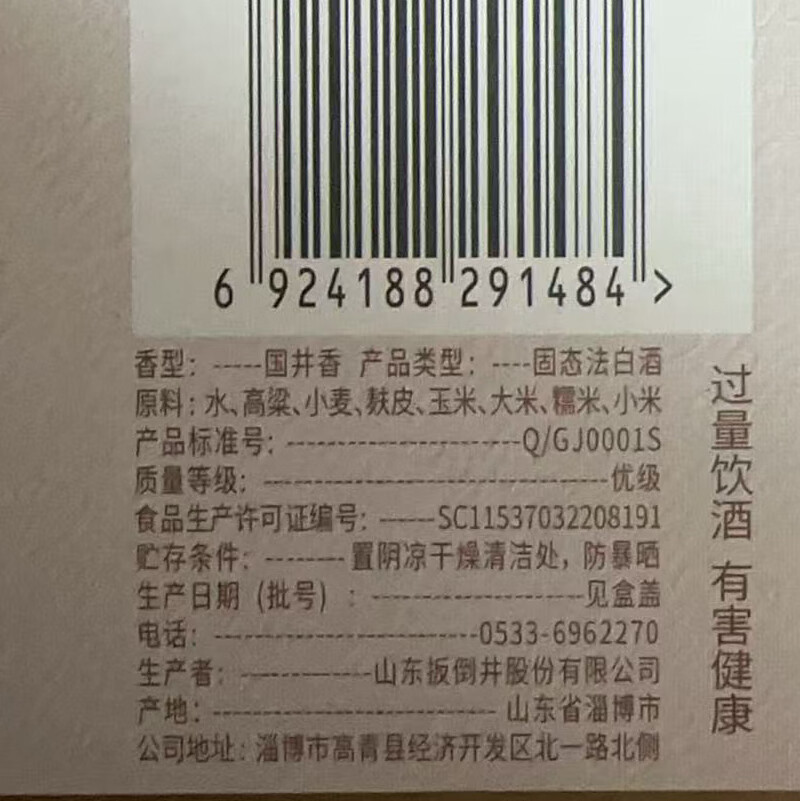 6 924188 291484 >
香型：-----国井香 产品类型：----固态法白酒
原料：水、高粱、小麦、麸皮、玉米、大米、糯米、小米
产品标准号：----------------------Q/GJ0001S
质量等级：---------------------------------优级
食品生产许可证编号：-----SC11537032208191
贮存条件：--------置阴凉干燥清洁处，防暴晒
生产日期（批号）：----------------------见盒盖
电话：-------------------------0533-6962270
生产者：------------山东扳倒井股份有限公司
产地：--------------------------- 山东省淄博市
公司地址：淄博市高青县经济开发区北一路北侧
过量饮酒 有害健康